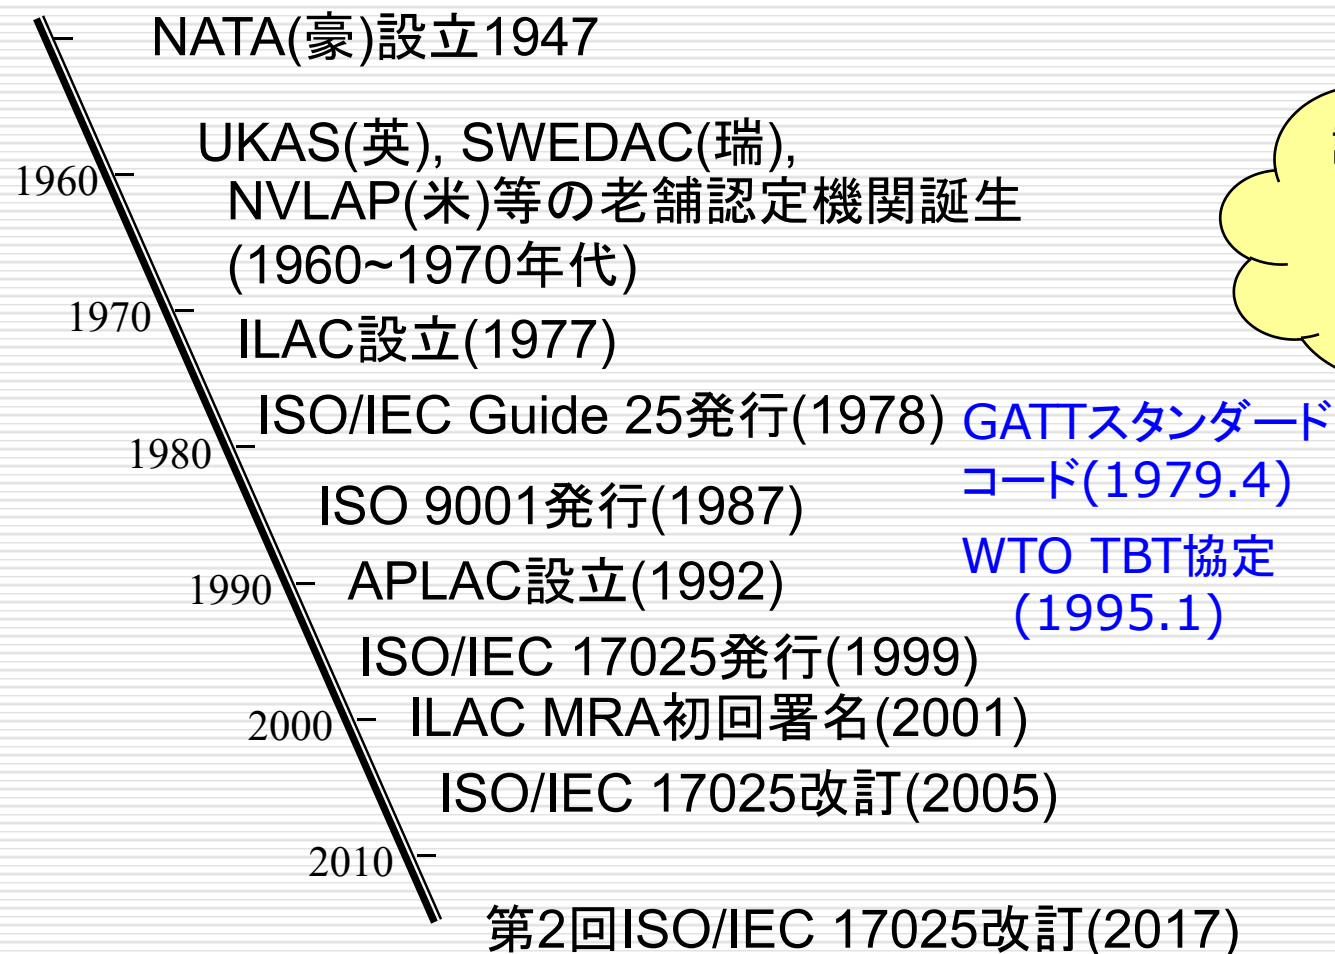 NATA(豪)設立1947
UKAS(英), SWEDAC(瑞),
1960
NVLAP(米)等の老舗認定機関誕生
(1960~1970年代)
1970
ILAC設立(1977)
ISO/IEC Guide 25発行(1978)
GATTスタンダード
コード(1979.4)
1980
ISO 9001発行(1987)
WTO TBT協定
(1995.1)
1990
APLAC設立(1992)
ISO/IEC 17025発行(1999)
2000
ILAC MRA初回署名(2001)
ISO/IEC 17025改訂(2005)
2010
第2回ISO/IEC 17025改訂(2017)